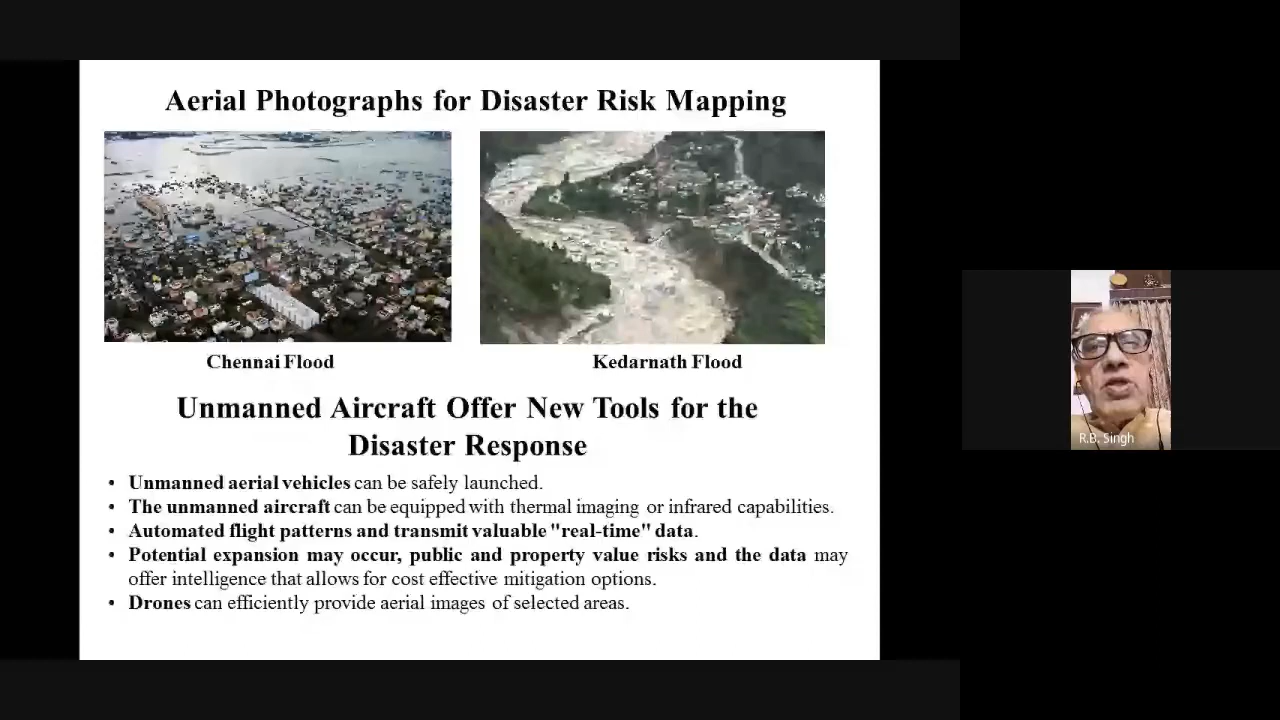 Aerial Photographs for Disaster Risk Mapping
Chennai Flood
Kedarnath Flood
Unmanned Aircraft Offer New Tools for the
Disaster Response
• Unmanned aerial vehicles can be safely launched.
• The unmanned aircraft can be equipped with thermal imaging or infrared capabilities.
• Automated flight patterns and transmit valuable "real-time" data.
• Potential expansion may occur, public and property value risks and the data may
offer intelligence that allows for cost effective mitigation options.
• Drones can efficiently provide aerial images of selected areas.
R.B. Singh